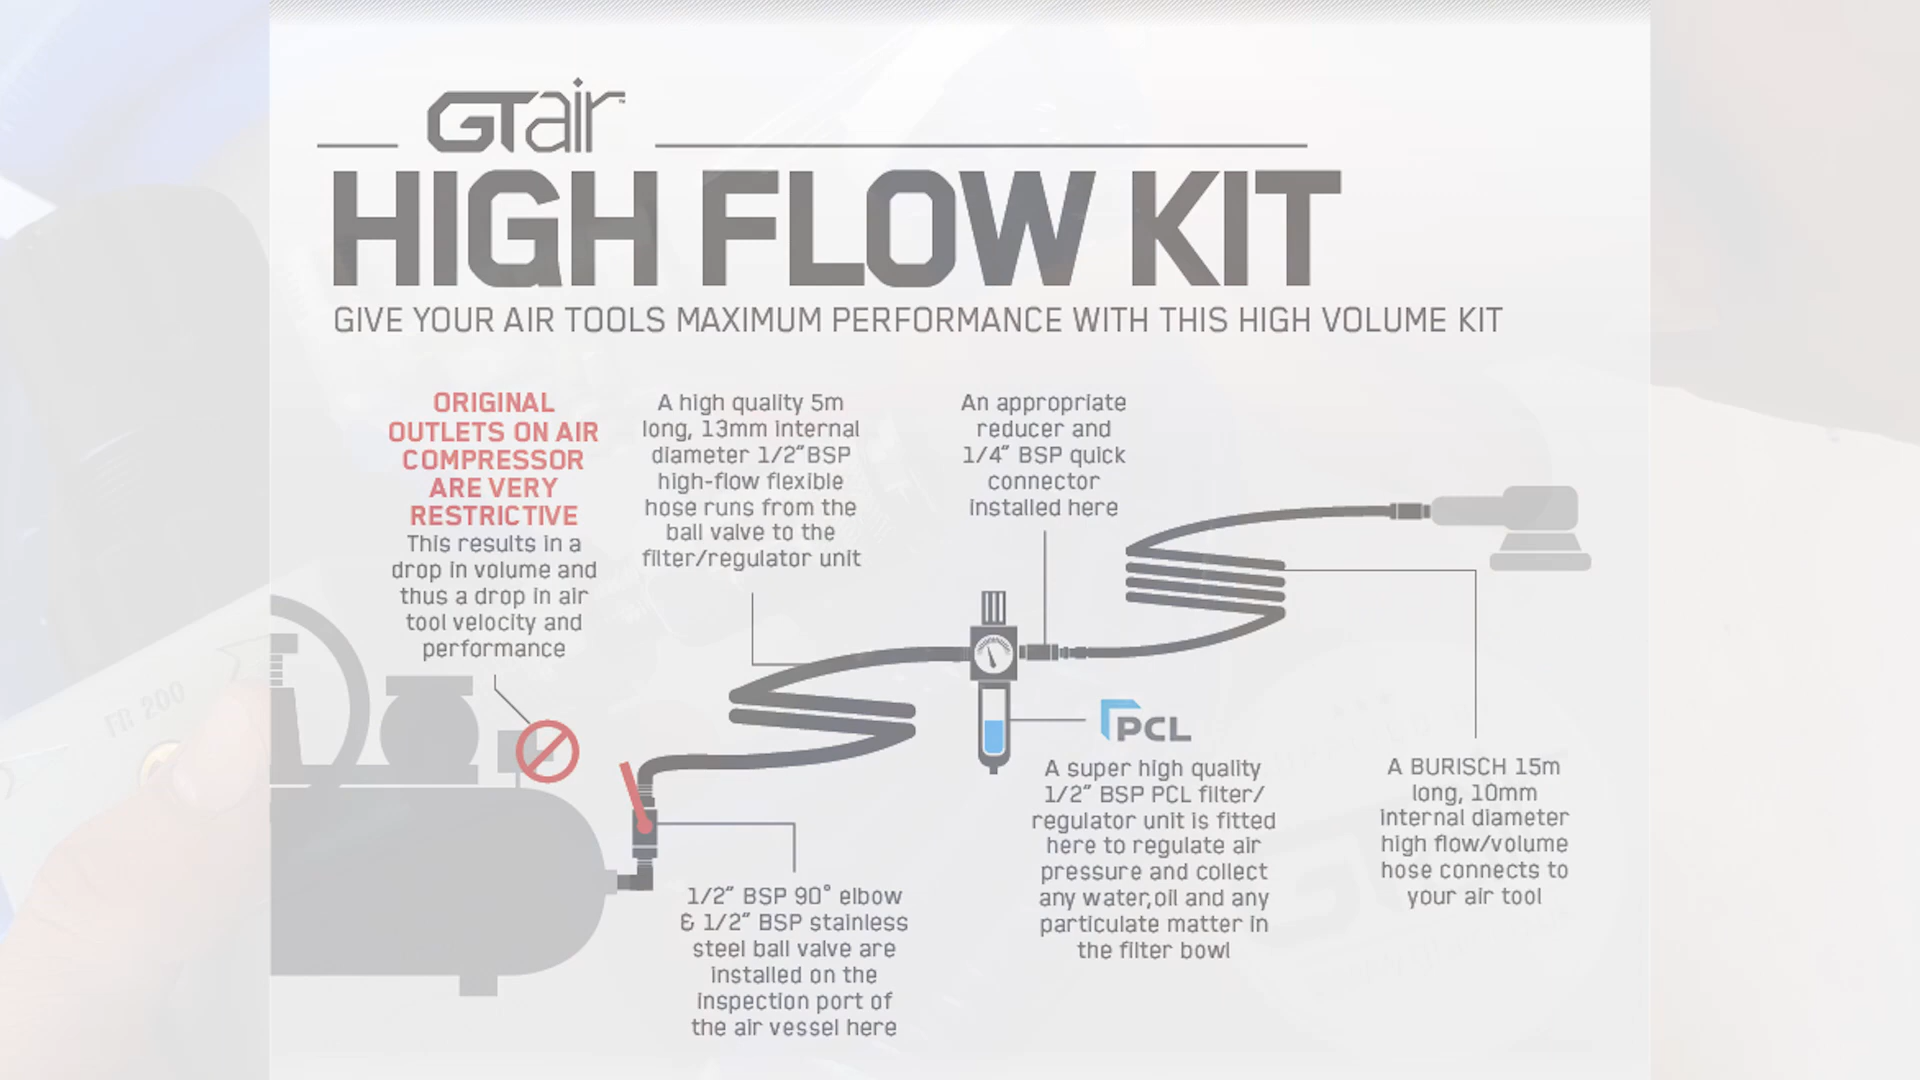 GTair™
HIGH FLOW KIT
GIVE YOUR AIR TOOLS MAXIMUM PERFORMANCE WITH THIS HIGH VOLUME KIT
ORIGINAL
OUTLETS ON AIR
COMPRESSOR
ARE VERY
RESTRICTIVE
This results in a
drop in volume and
thus a drop in air
tool velocity and
performance
A high quality 5m
long, 13mm internal
diameter 1/2"BSP
high-flow flexible
hose runs from the
ball valve to the
filter/regulator unit
An appropriate
reducer and
1/4" BSP quick
connector
installed here
PCL
A super high quality
1/2" BSP PCL filter/
regulator unit is fitted
here to regulate air
pressure and collect
any water,oil and any
particulate matter in
the filter bowl
A BURISCH 15m
long, 10mm
internal diameter
high flow/volume
hose connects to
your air tool
1/2" BSP 90° elbow
& 1/2" BSP stainless
steel ball valve are
installed on the
inspection port of
the air vessel here
FR 200